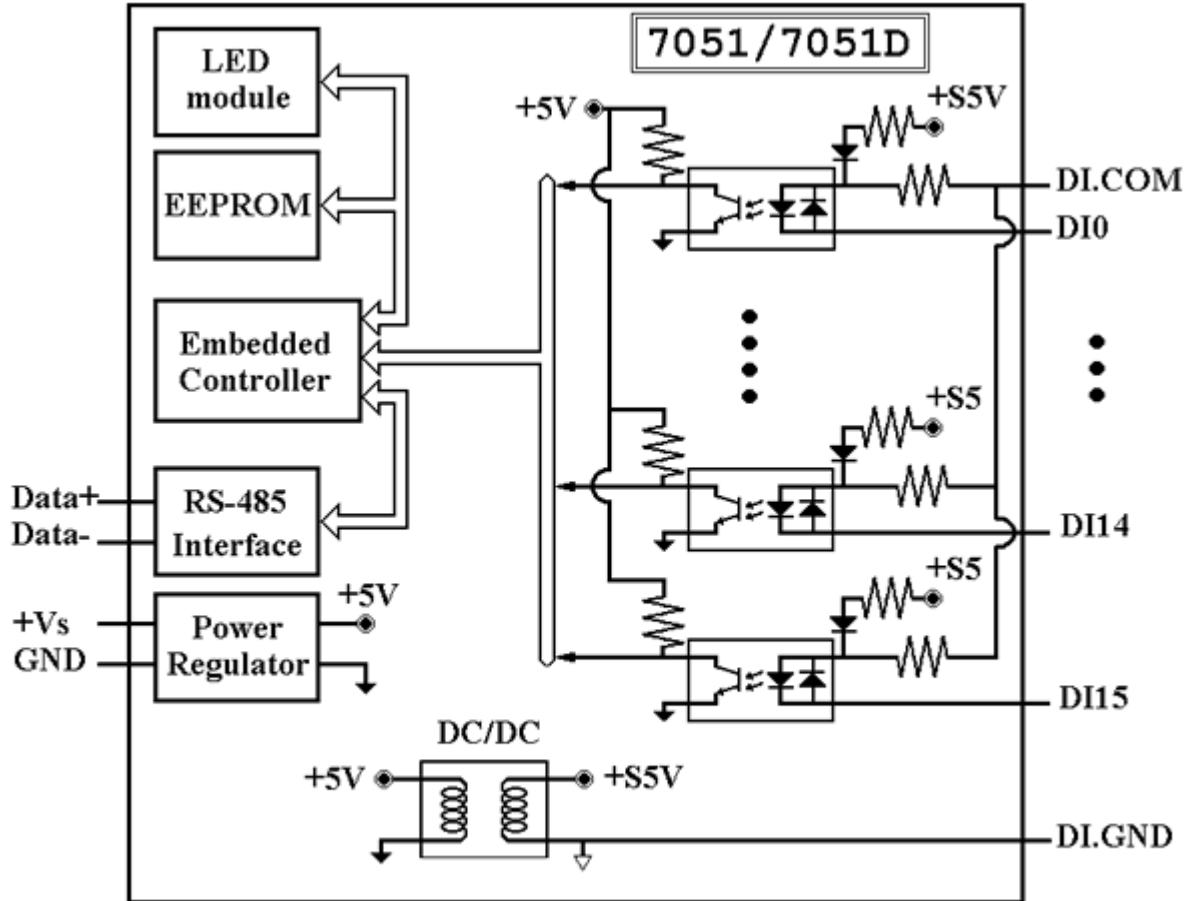 7051/7051D
LED
module
+5V
+S5V
EEPROM
DI.COM
DI0
Embedded
Controller
+S5
Data+
Data-
RS-485
Interface
DI14
+S5
+Vs
GND
Power
Regulator
+5V
DI15
DC/DC
+5V
+S5V
DI.GND